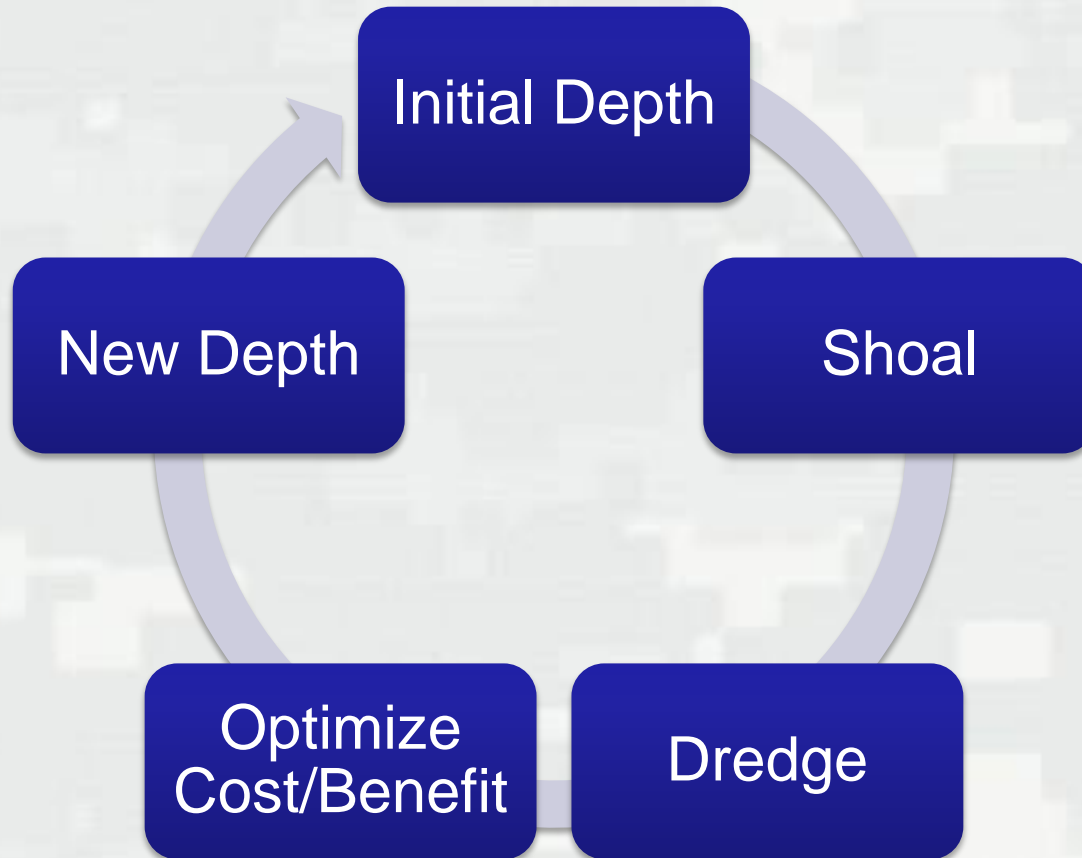 Initial Depth
Shoal
Dredge
Optimize
Cost/Benefit
New Depth